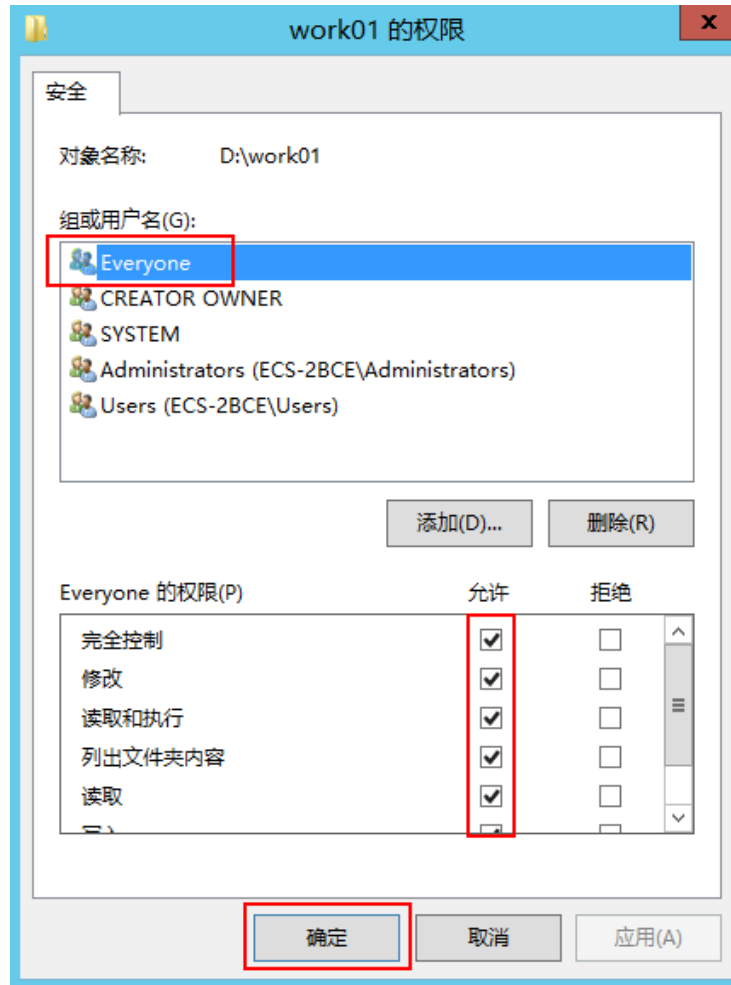 work01 的权限
x
安全
对象名称: D:\work01
组或用户名(G):
Everyone
CREATOR OWNER
SYSTEM
Administrators (ECS-2BCE\Administrators)
Users (ECS-2BCE\Users)
添加(D)... 删除(R)
Everyone 的权限(P) 允许 拒绝
完全控制
修改
读取和执行
列出文件夹内容
读取
确定 取消 应用(A)